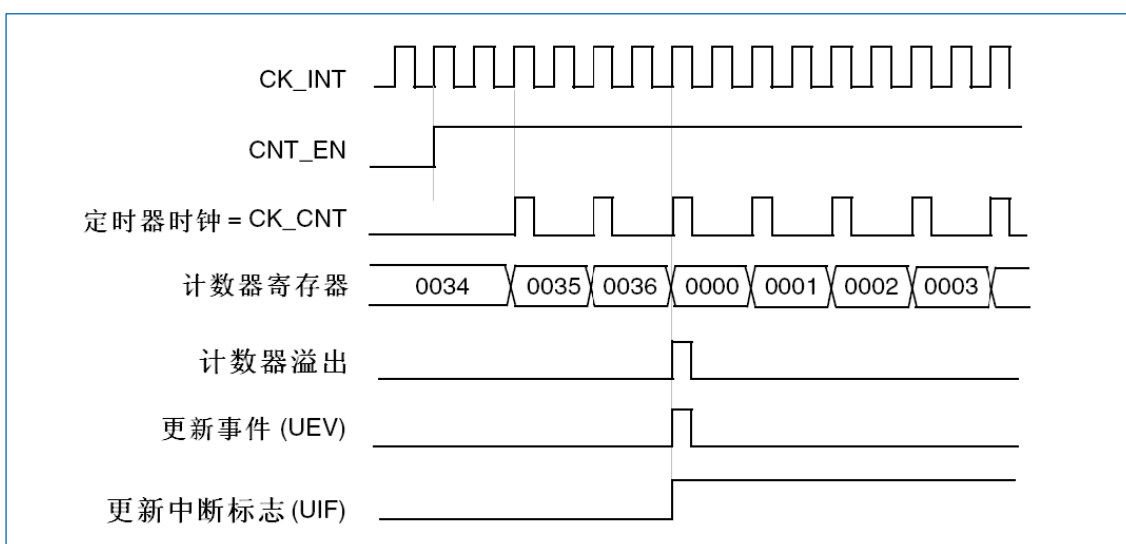 CK_INT
CNT_EN
定时器时钟 = CK_CNT
计数器寄存器 0034 0035 0036 0000 0001 0002 0003
计数器溢出
更新事件 (UEV)
更新中断标志 (UIF)